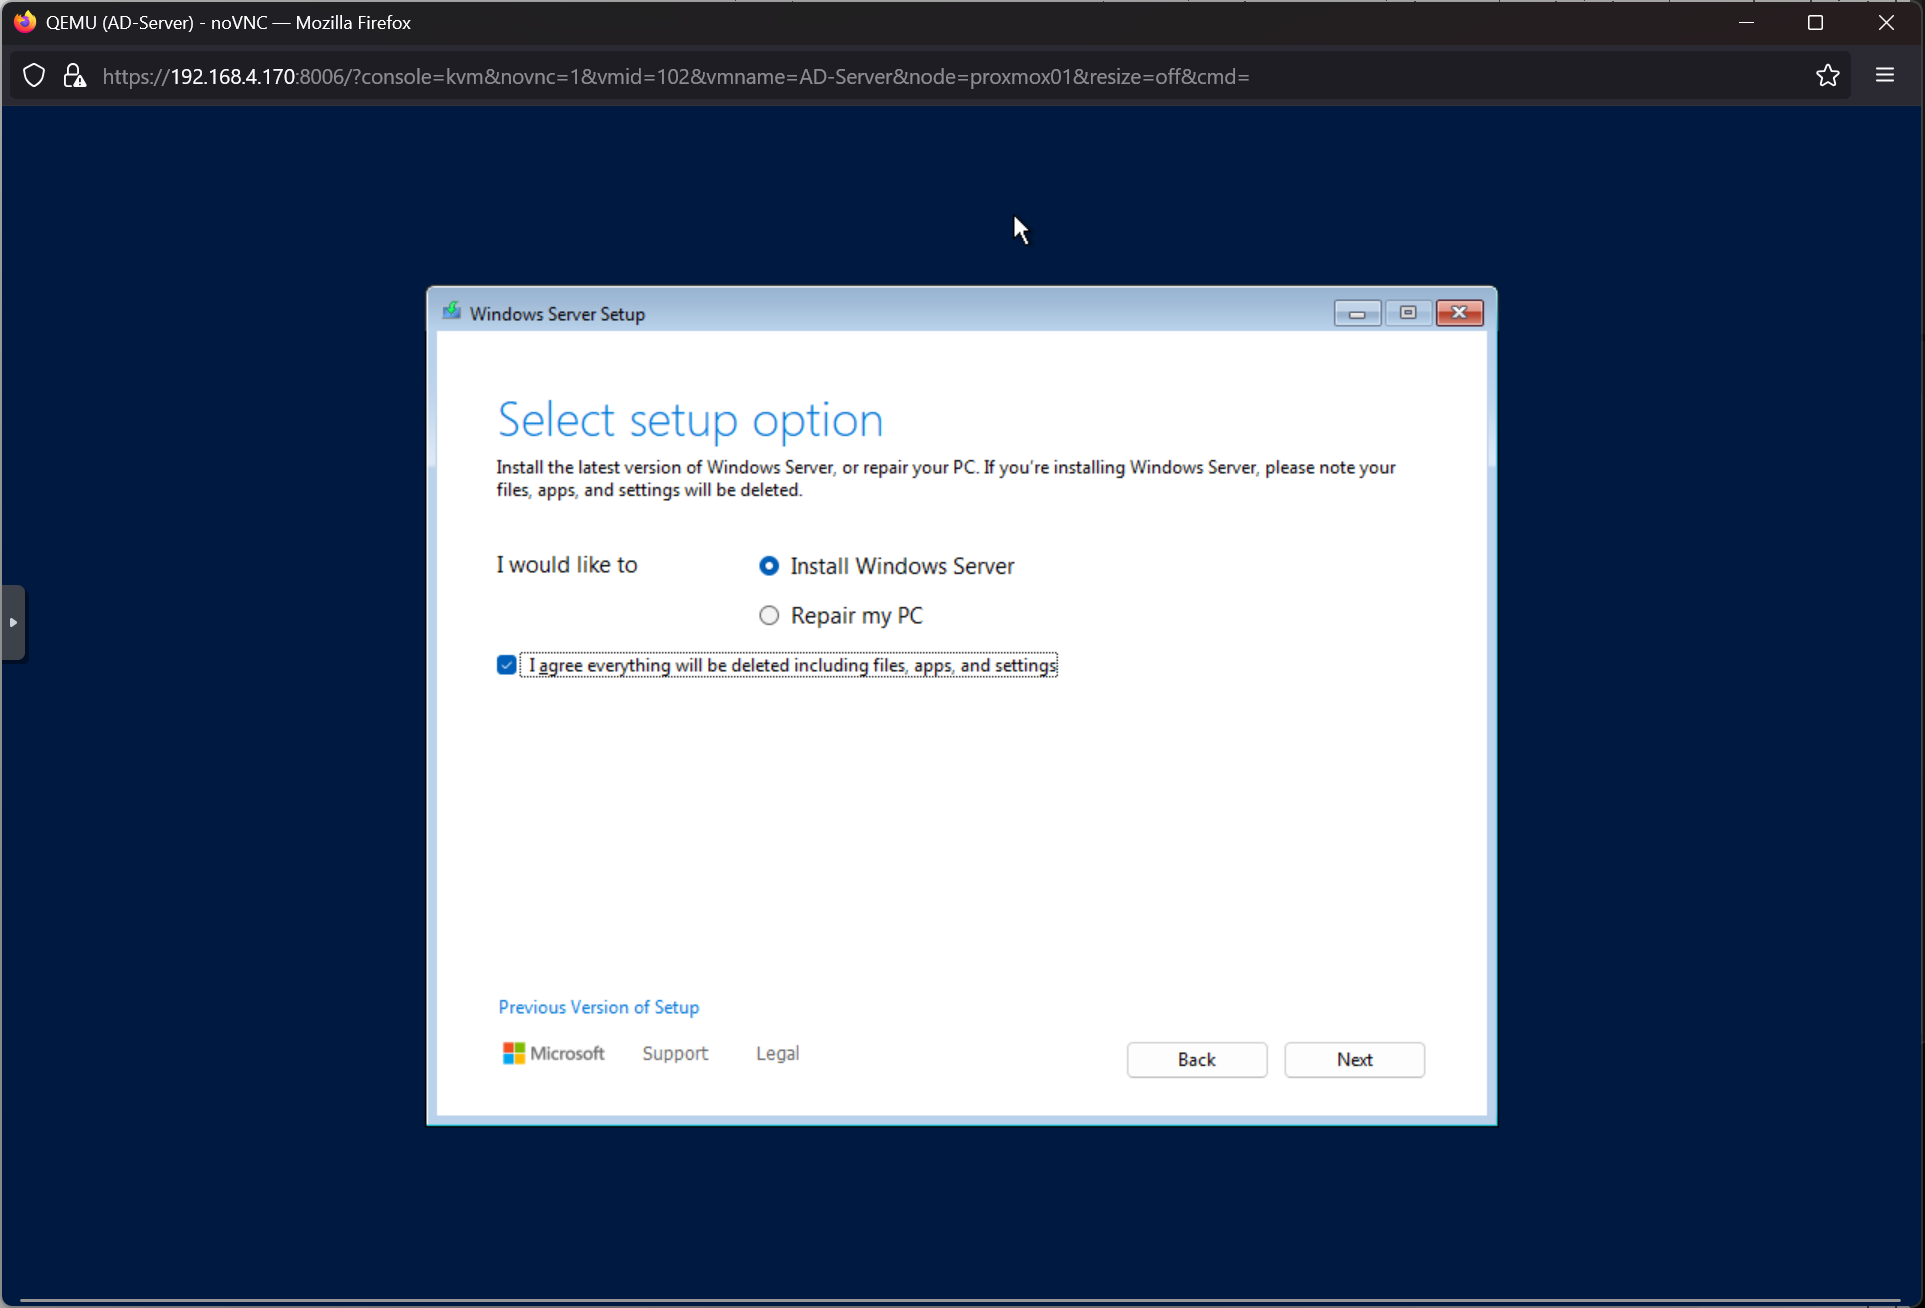 QEMU (AD-Server) - noVNC — Mozilla Firefox
https://192.168.4.170:8006/?console=kvm&novnc=1&vmid=102&vmname=AD-Server&node=proxmox01&resize=off&cmd=
Windows Server Setup
Select setup option
Install the latest version of Windows Server, or repair your PC. If you're installing Windows Server, please note your
files, apps, and settings will be deleted.
I would like to
Install Windows Server
Repair my PC
I agree everything will be deleted including files, apps, and settings
Previous Version of Setup
Microsoft Support Legal
Back Next